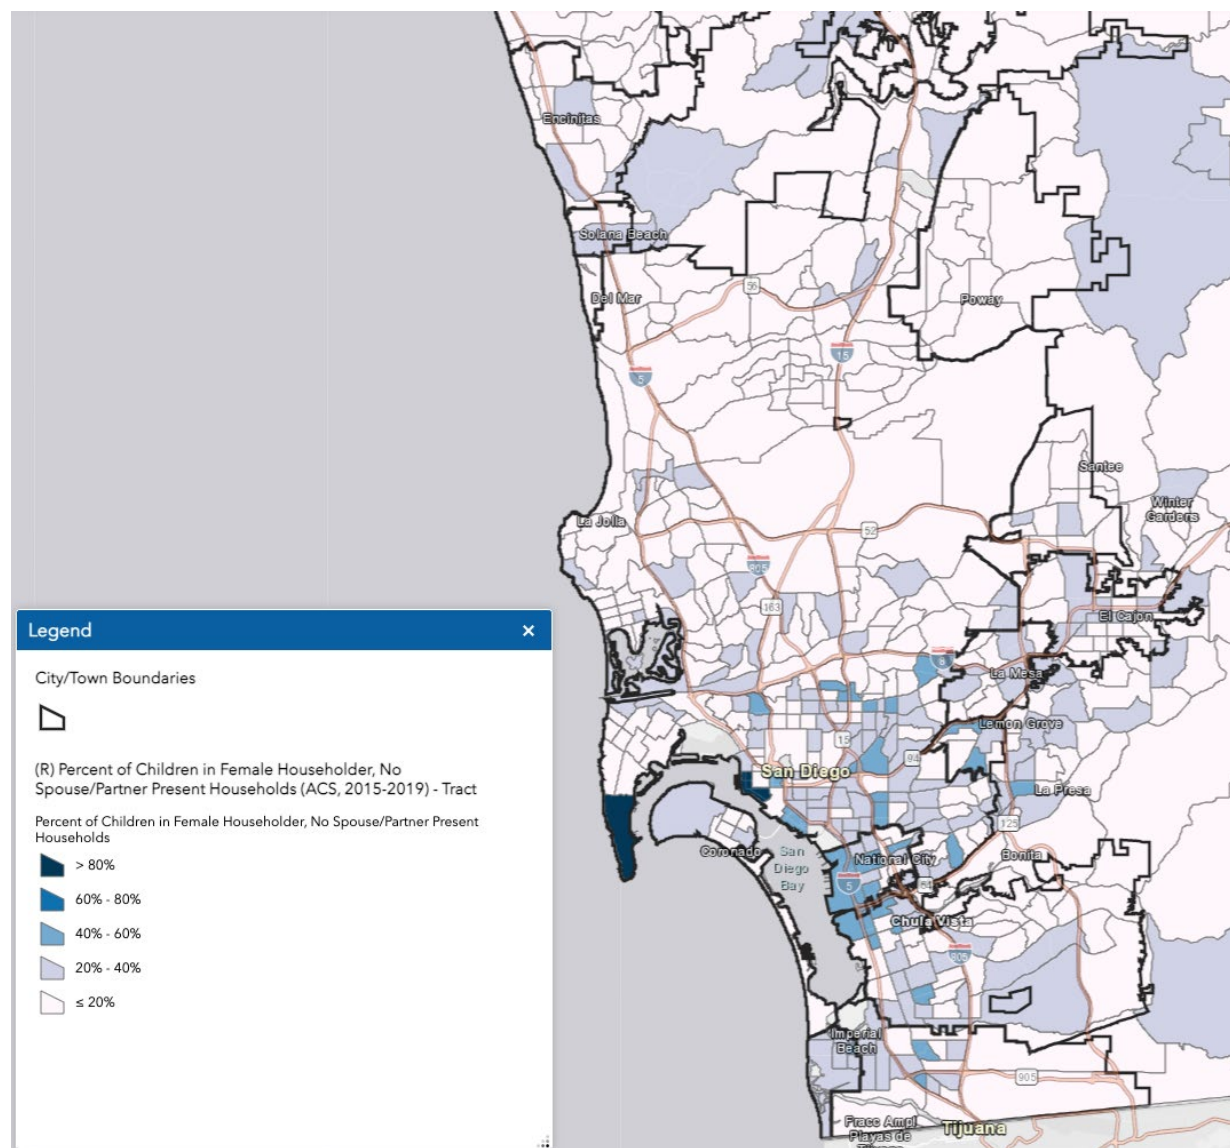 Encinitas
Solana Beach
56
Del Mar
Poway
15
5
Santee
Winter
Gardens
La Jolla
52
805
163
El Cajon
8
La Mesa
Lemon Grove
15
94
San Diego
La Presa
125
Coronado
San
Diego
Bay
National City
Bonita
5
54
Chula Vista
805
Imperial
Beach
905
Fracc Ampl
Playas de
Tijuana
Legend
×
City/Town Boundaries
(R) Percent of Children in Female Householder, No
Spouse/Partner Present Households (ACS, 2015-2019) - Tract
Percent of Children in Female Householder, No Spouse/Partner Present
Households
> 80%
60% - 80%
40% - 60%
20% - 40%
≤ 20%